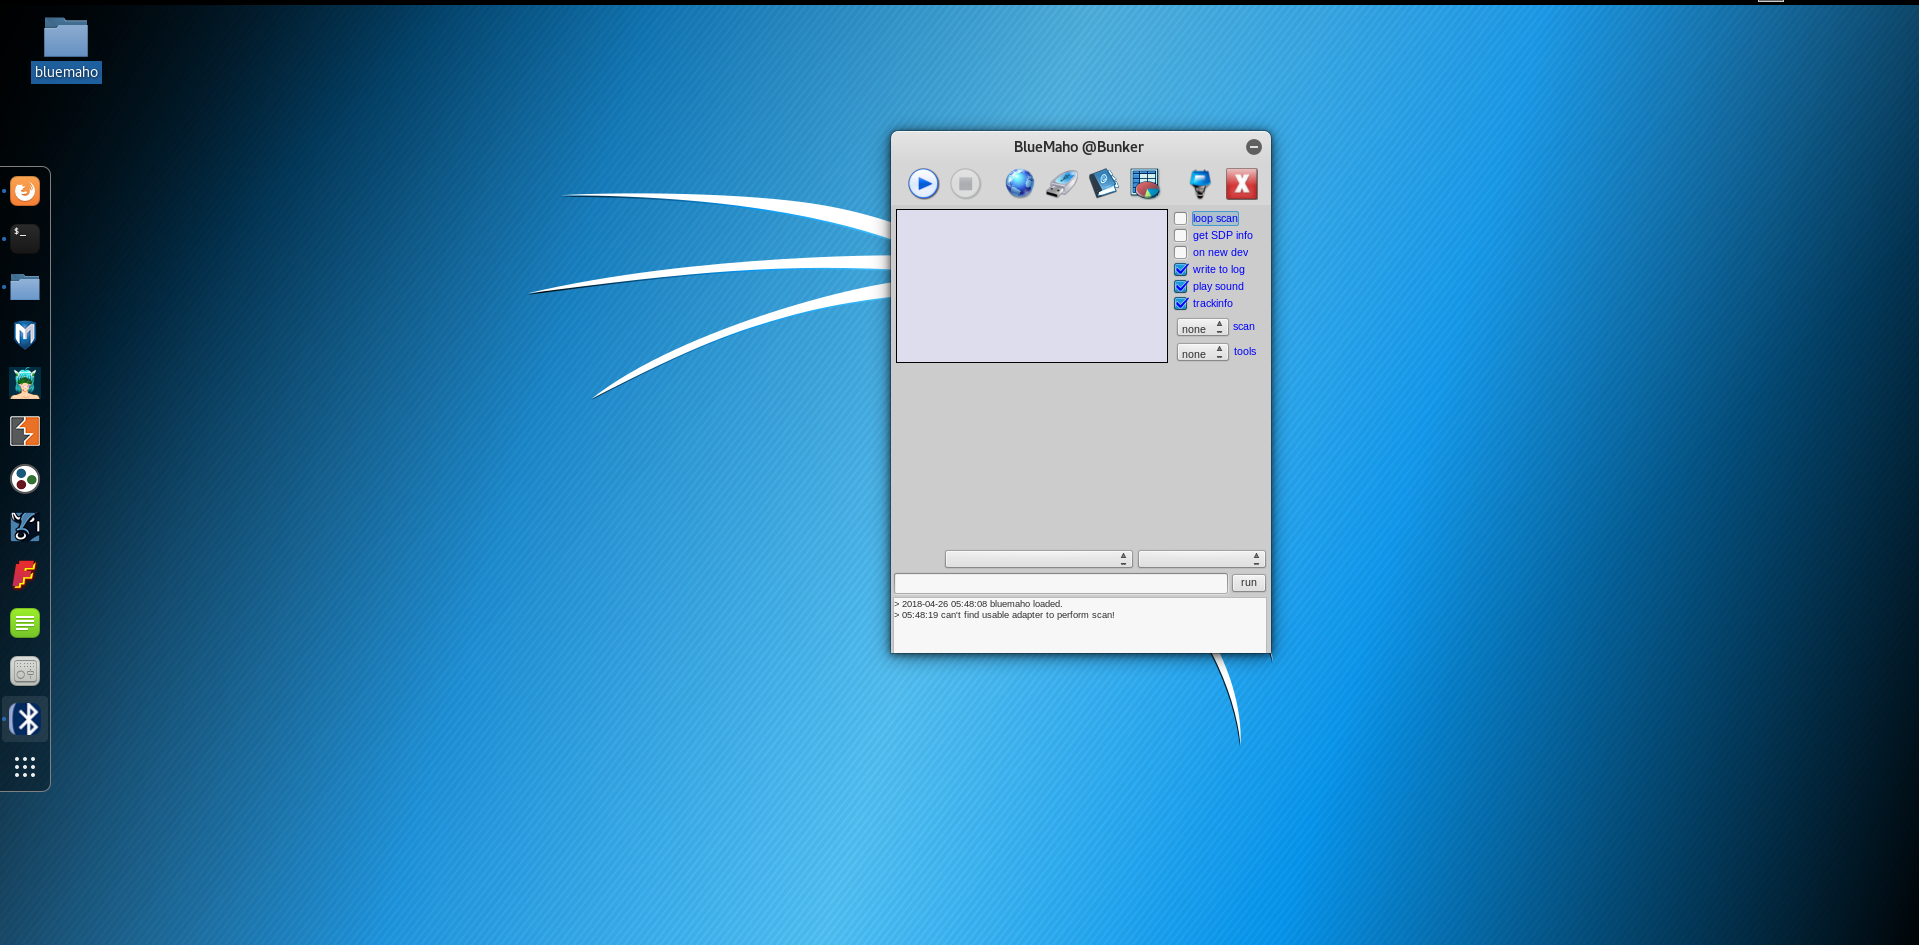 bluemaho
$_
BlueMaho @Bunker
X
loop scan
get SDP info
on new dev
write to log
play sound
trackinfo
none scan
none tools
run
> 2018-04-26 05:48:08 bluemaho loaded.
> 05:48:19 can't find usable adapter to perform scan!